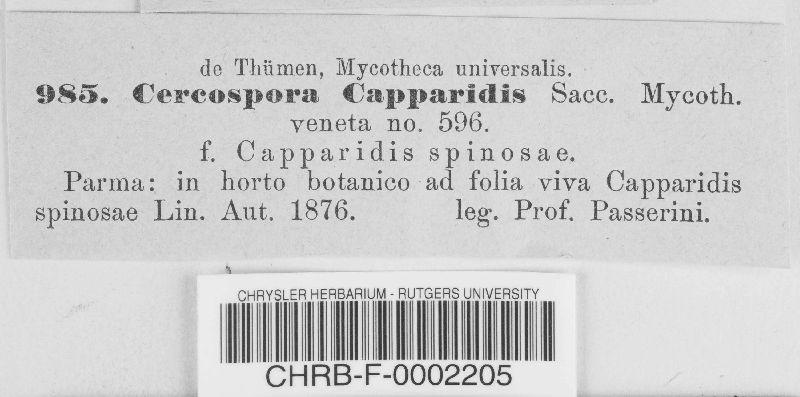 de Thümen, Mycotheca universalis.
985. Cercospora Capparidis Sacc. Mycoth.
veneta no. 596.
f. Capparidis spinosae.
Parma: in horto botanico ad folia viva Capparidis
spinosae Lin. Aut. 1876. leg. Prof. Passerini.
CHRYSLER HERBARIUM - RUTGERS UNIVERSITY
CHRB-F-0002205